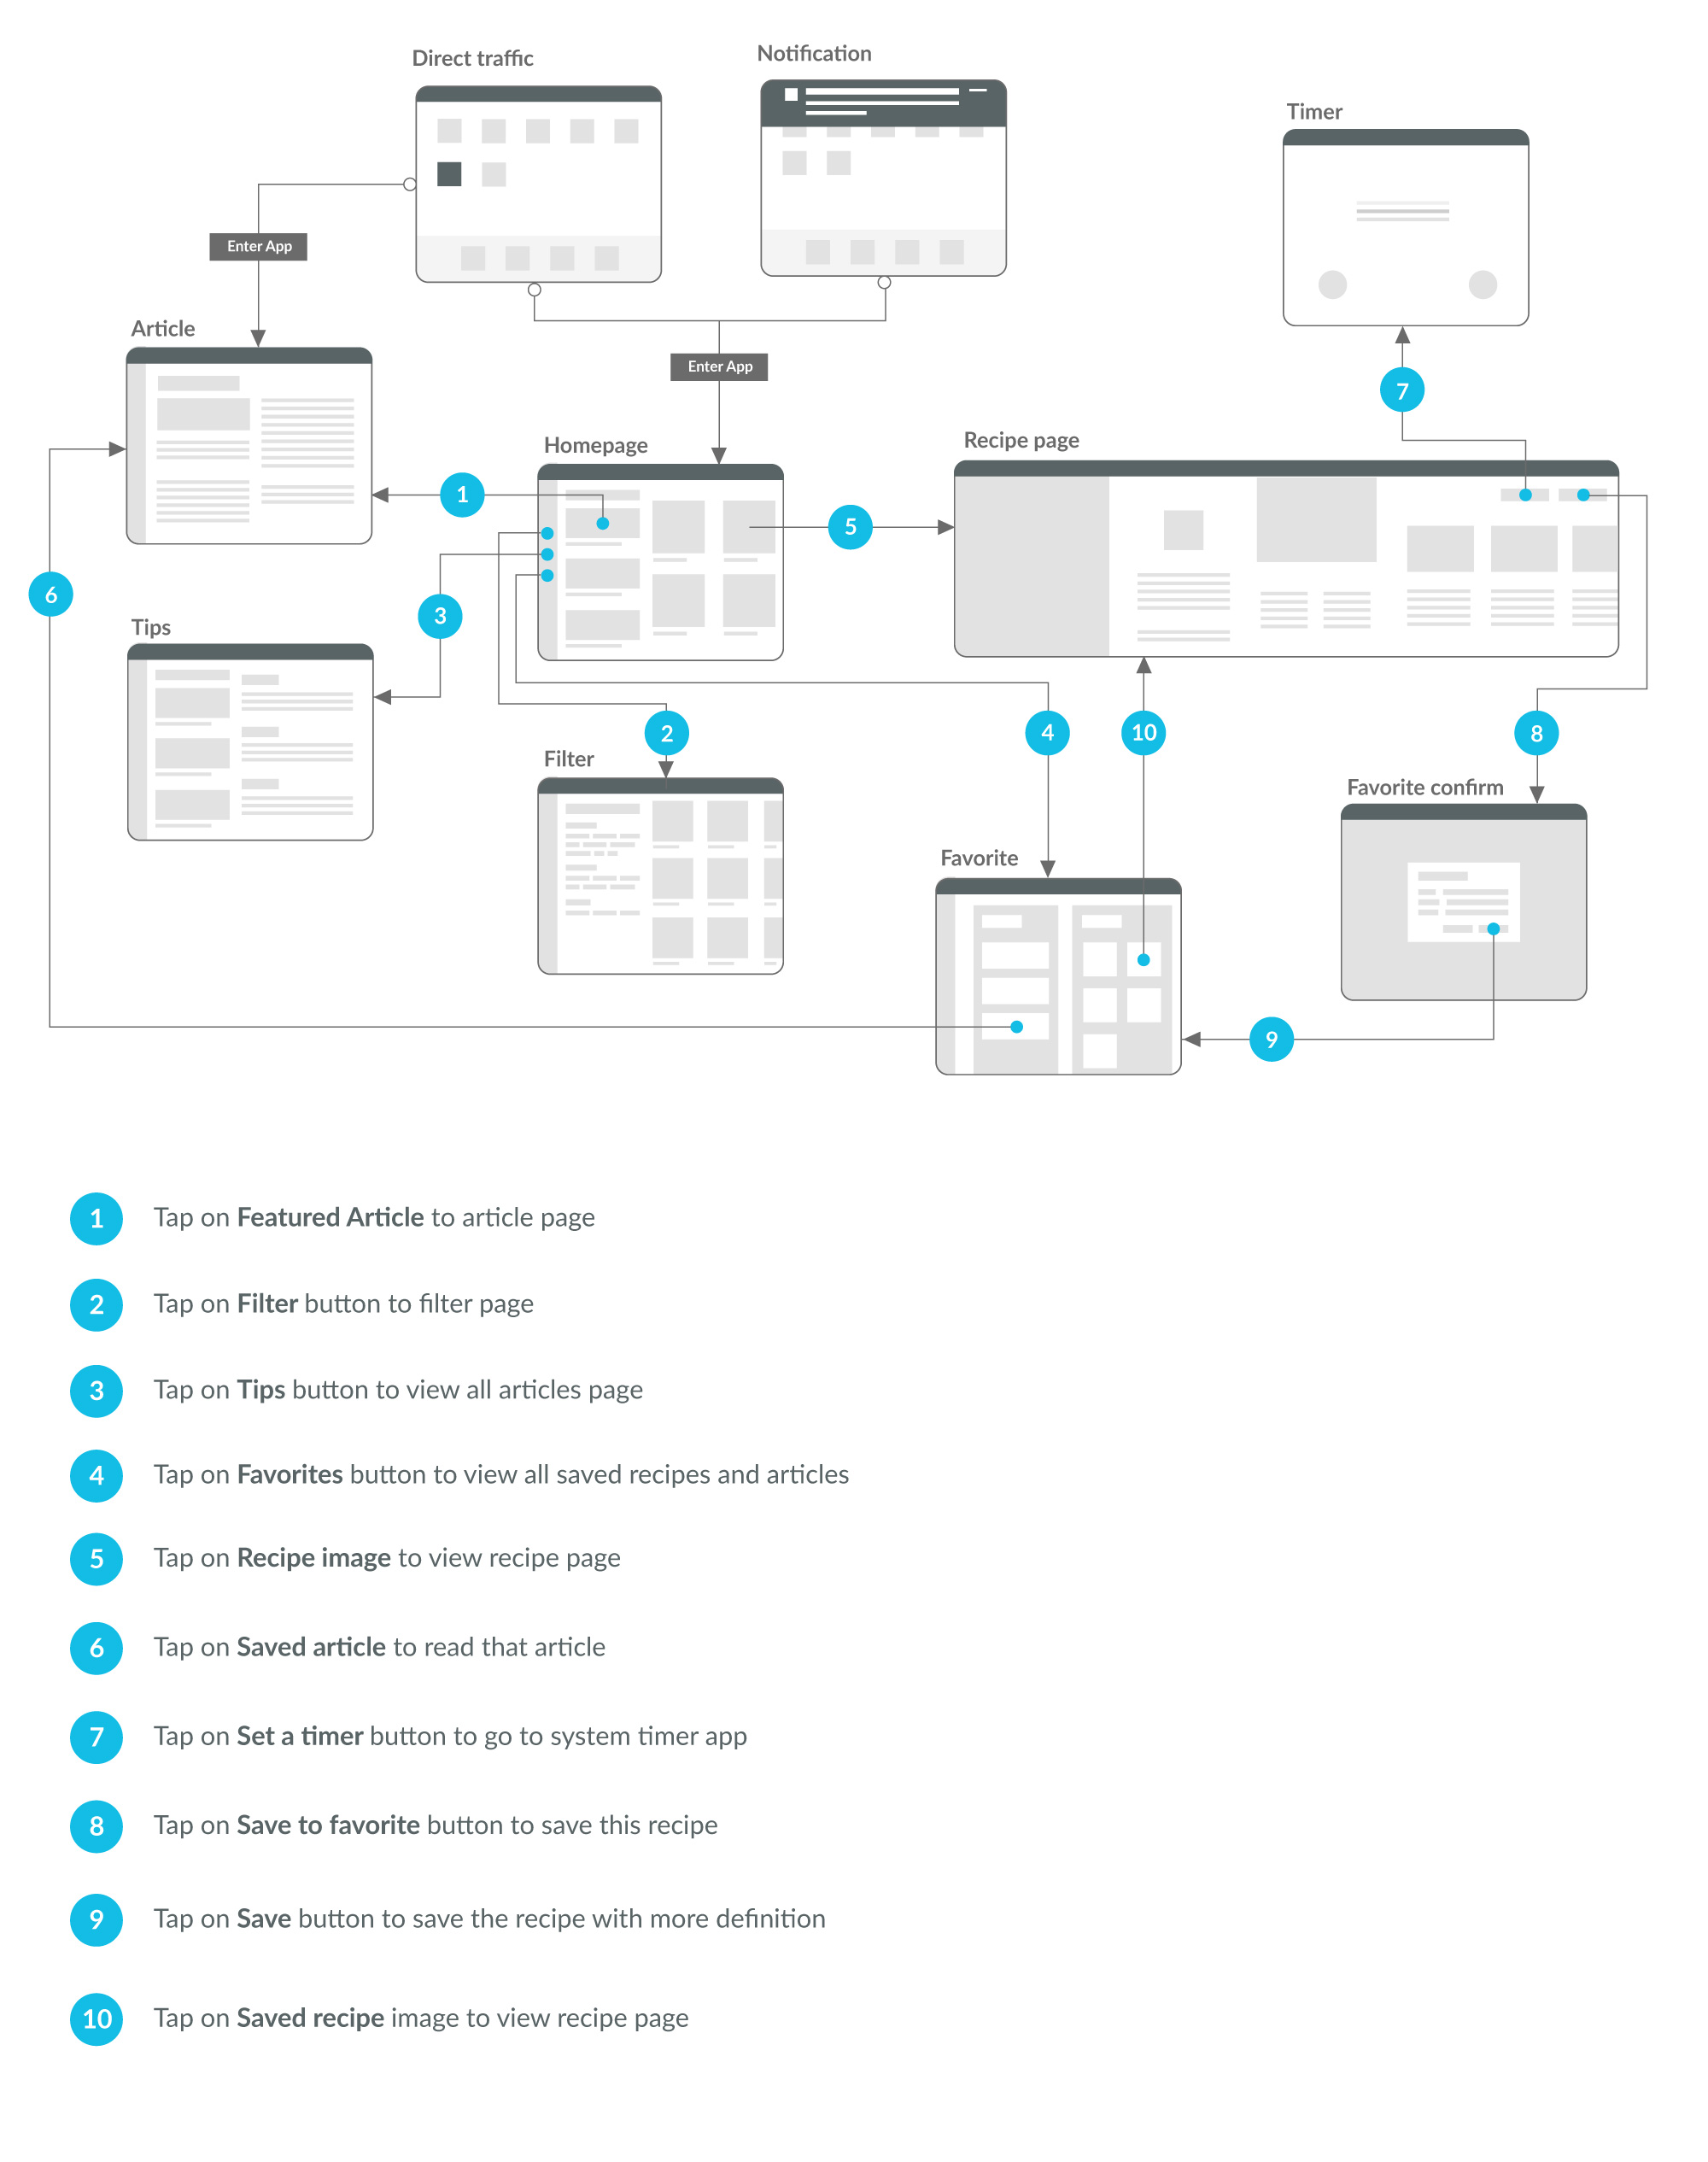 Direct traffic
Notification
Timer
Enter App
Article
Enter App
7
Homepage
Recipe page
1
5
6
3
Tips
2
4
10
8
Filter
Favorite confirm
Favorite
9
1 Tap on Featured Article to article page
2 Tap on Filter button to filter page
3 Tap on Tips button to view all articles page
4 Tap on Favorites button to view all saved recipes and articles
5 Tap on Recipe image to view recipe page
6 Tap on Saved article to read that article
7 Tap on Set a timer button to go to system timer app
8 Tap on Save to favorite button to save this recipe
9 Tap on Save button to save the recipe with more definition
10 Tap on Saved recipe image to view recipe page